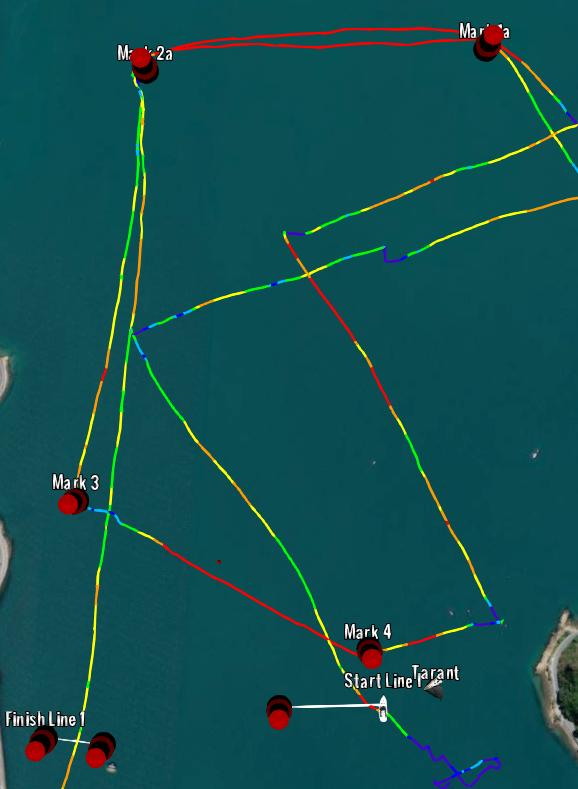 Mark 2a
Mark 3
Mark 4
Start Line 1
Tarant
Finish Line 1